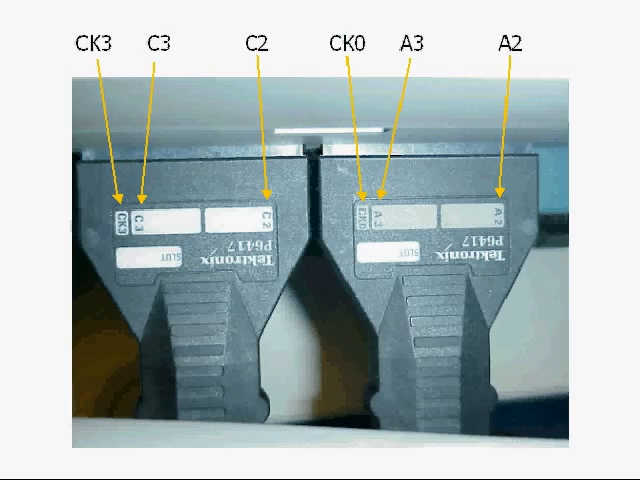 CK3 C3 C2 CK0 A3 A2
CK3 C3 C2 CK0 A3 A2
SLOT SLOT
Tektronix Tektronix
P6417 P6417